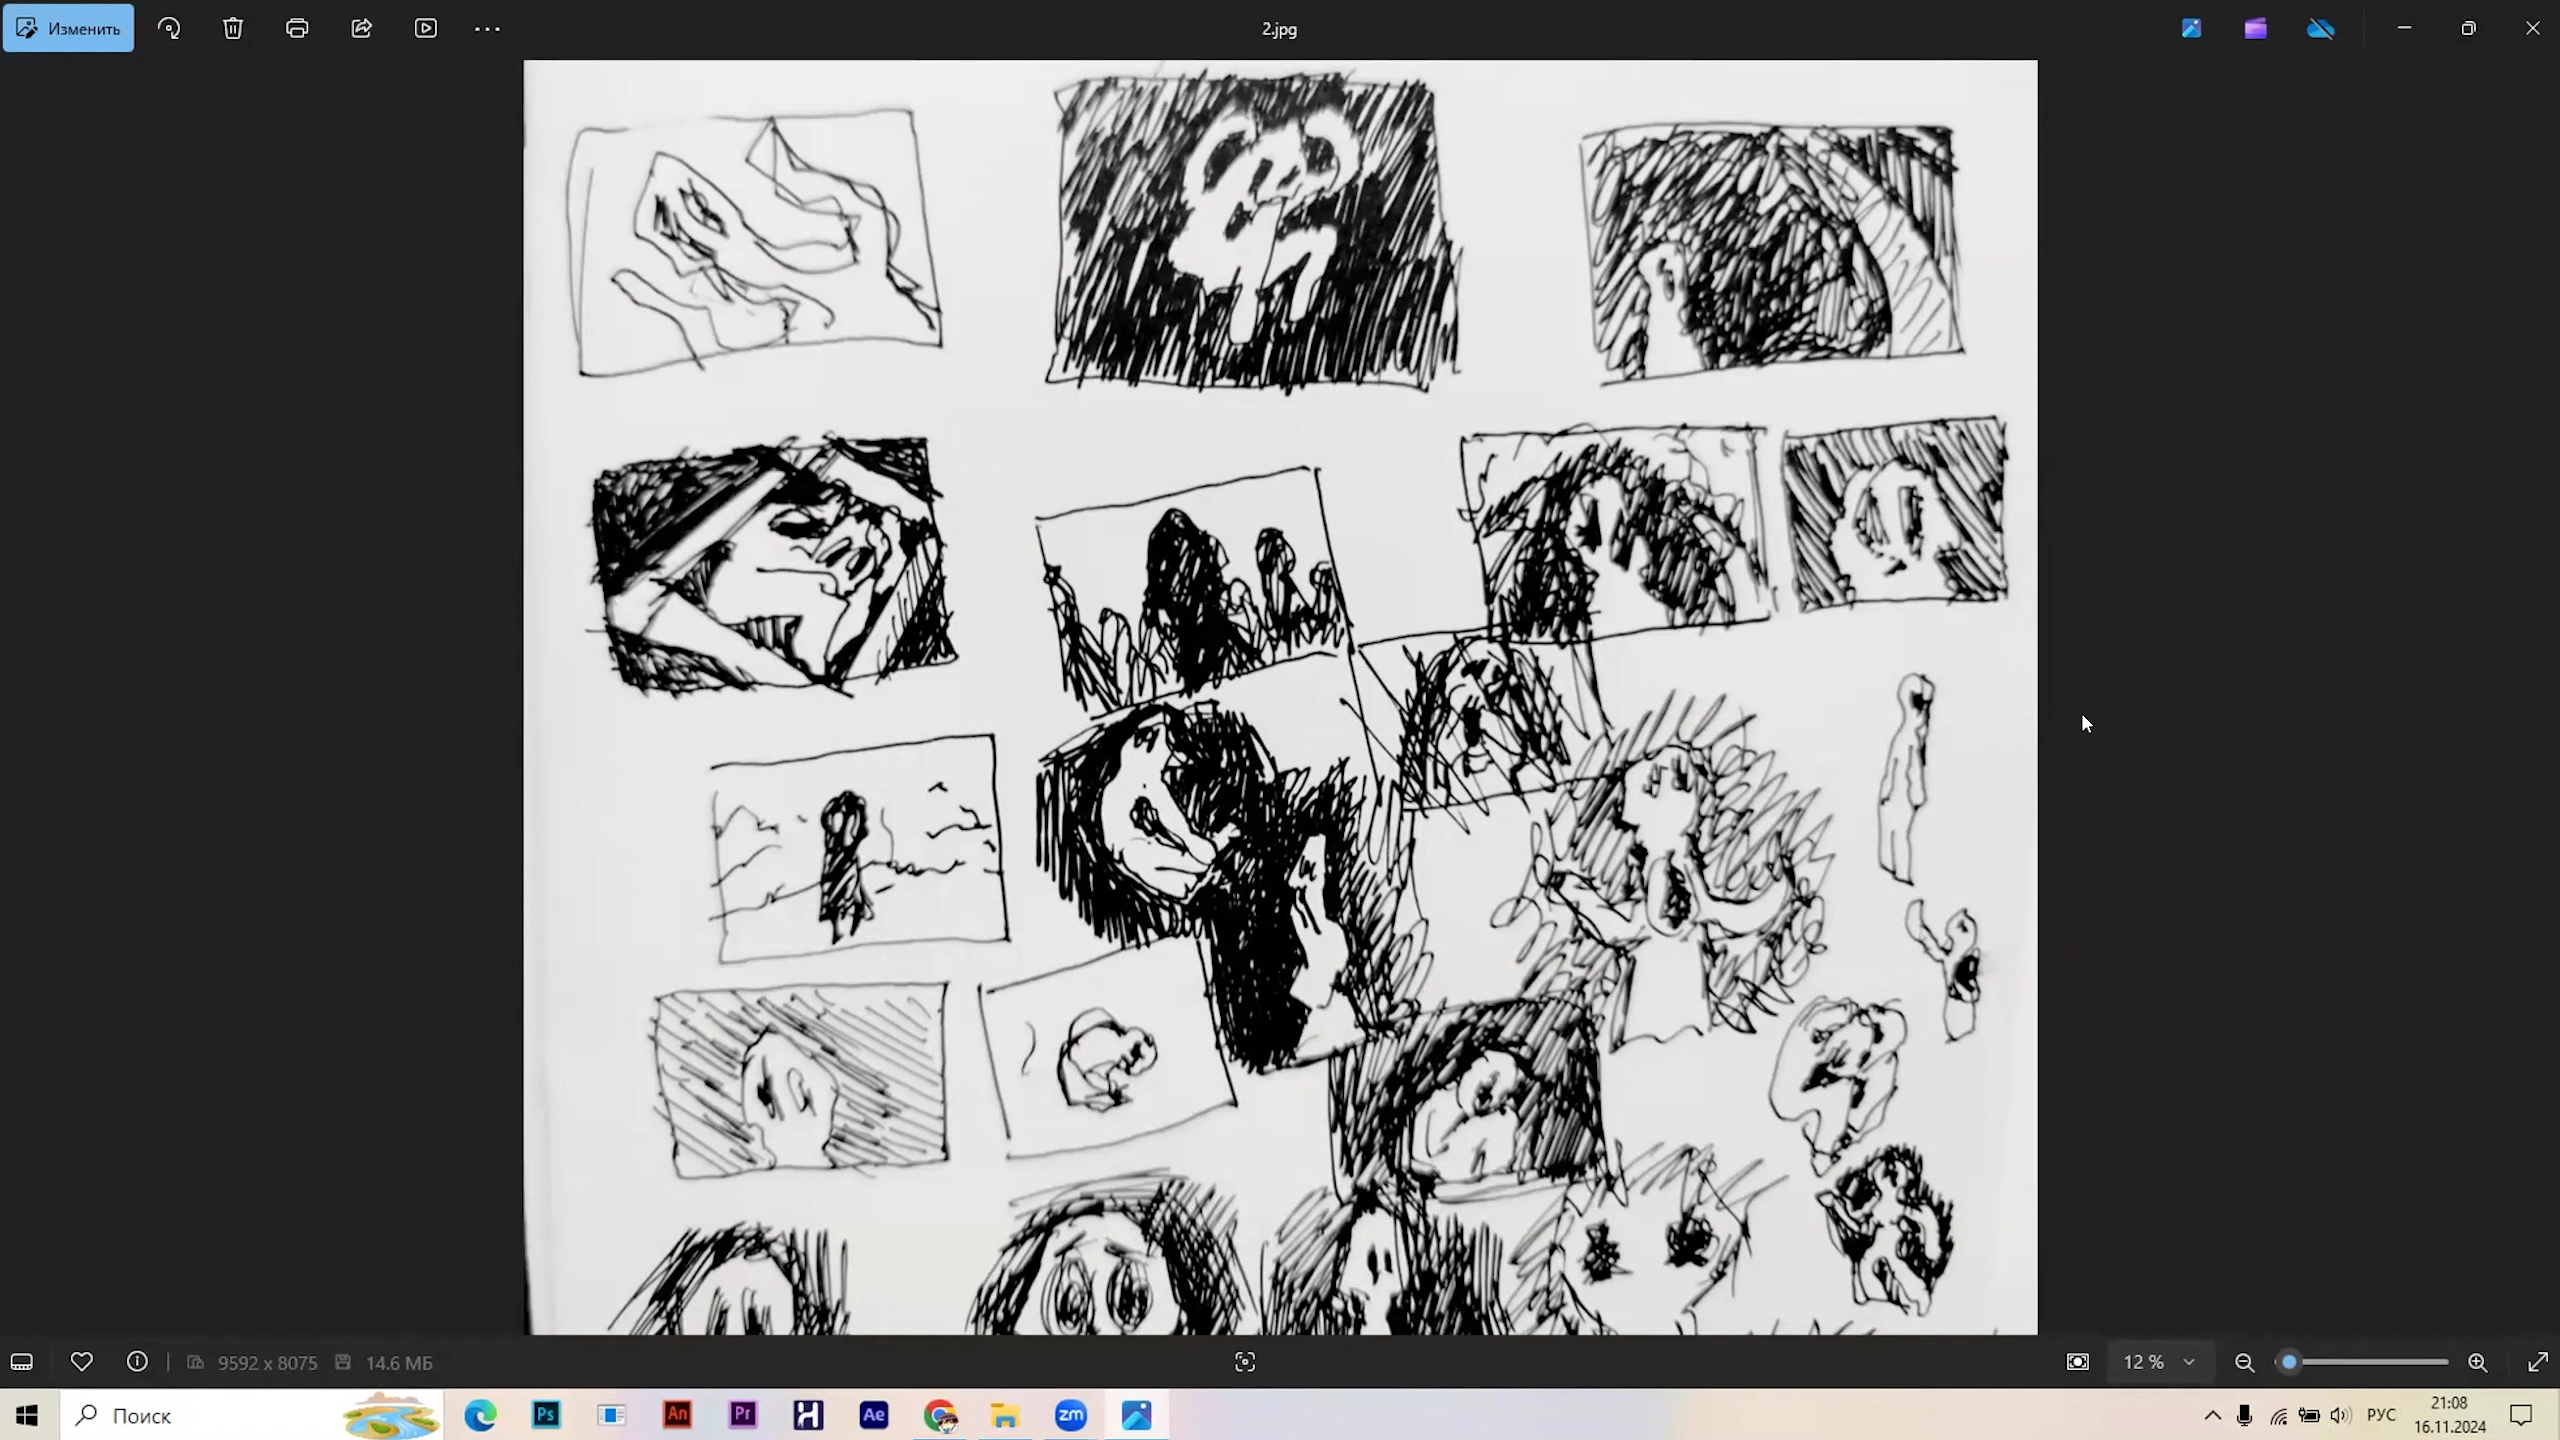 Изменить
2.jpg
9592 x 8075
14.6 МБ
12 %
Поиск
Ps
An
Pr
H
Ae
zm
РУС
21:08
16.11.2024